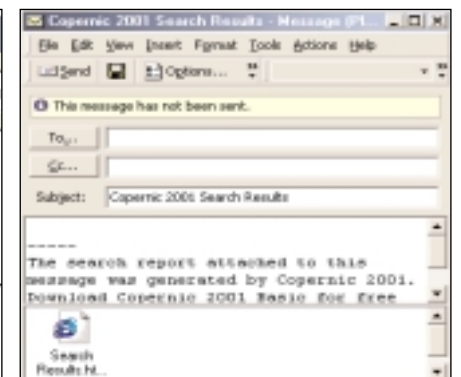 Copernic 2001 Search Results - Message (Pl...
File Edit View Insert Format Tools Actions Help
Send Options...
This message has not been sent.
To...
Cc...
Subject: Copernic 2001 Search Results
-----
The search report attached to this
message was generated by Copernic 2001.
Download Copernic 2001 Basic for free
Search
Results.ht...